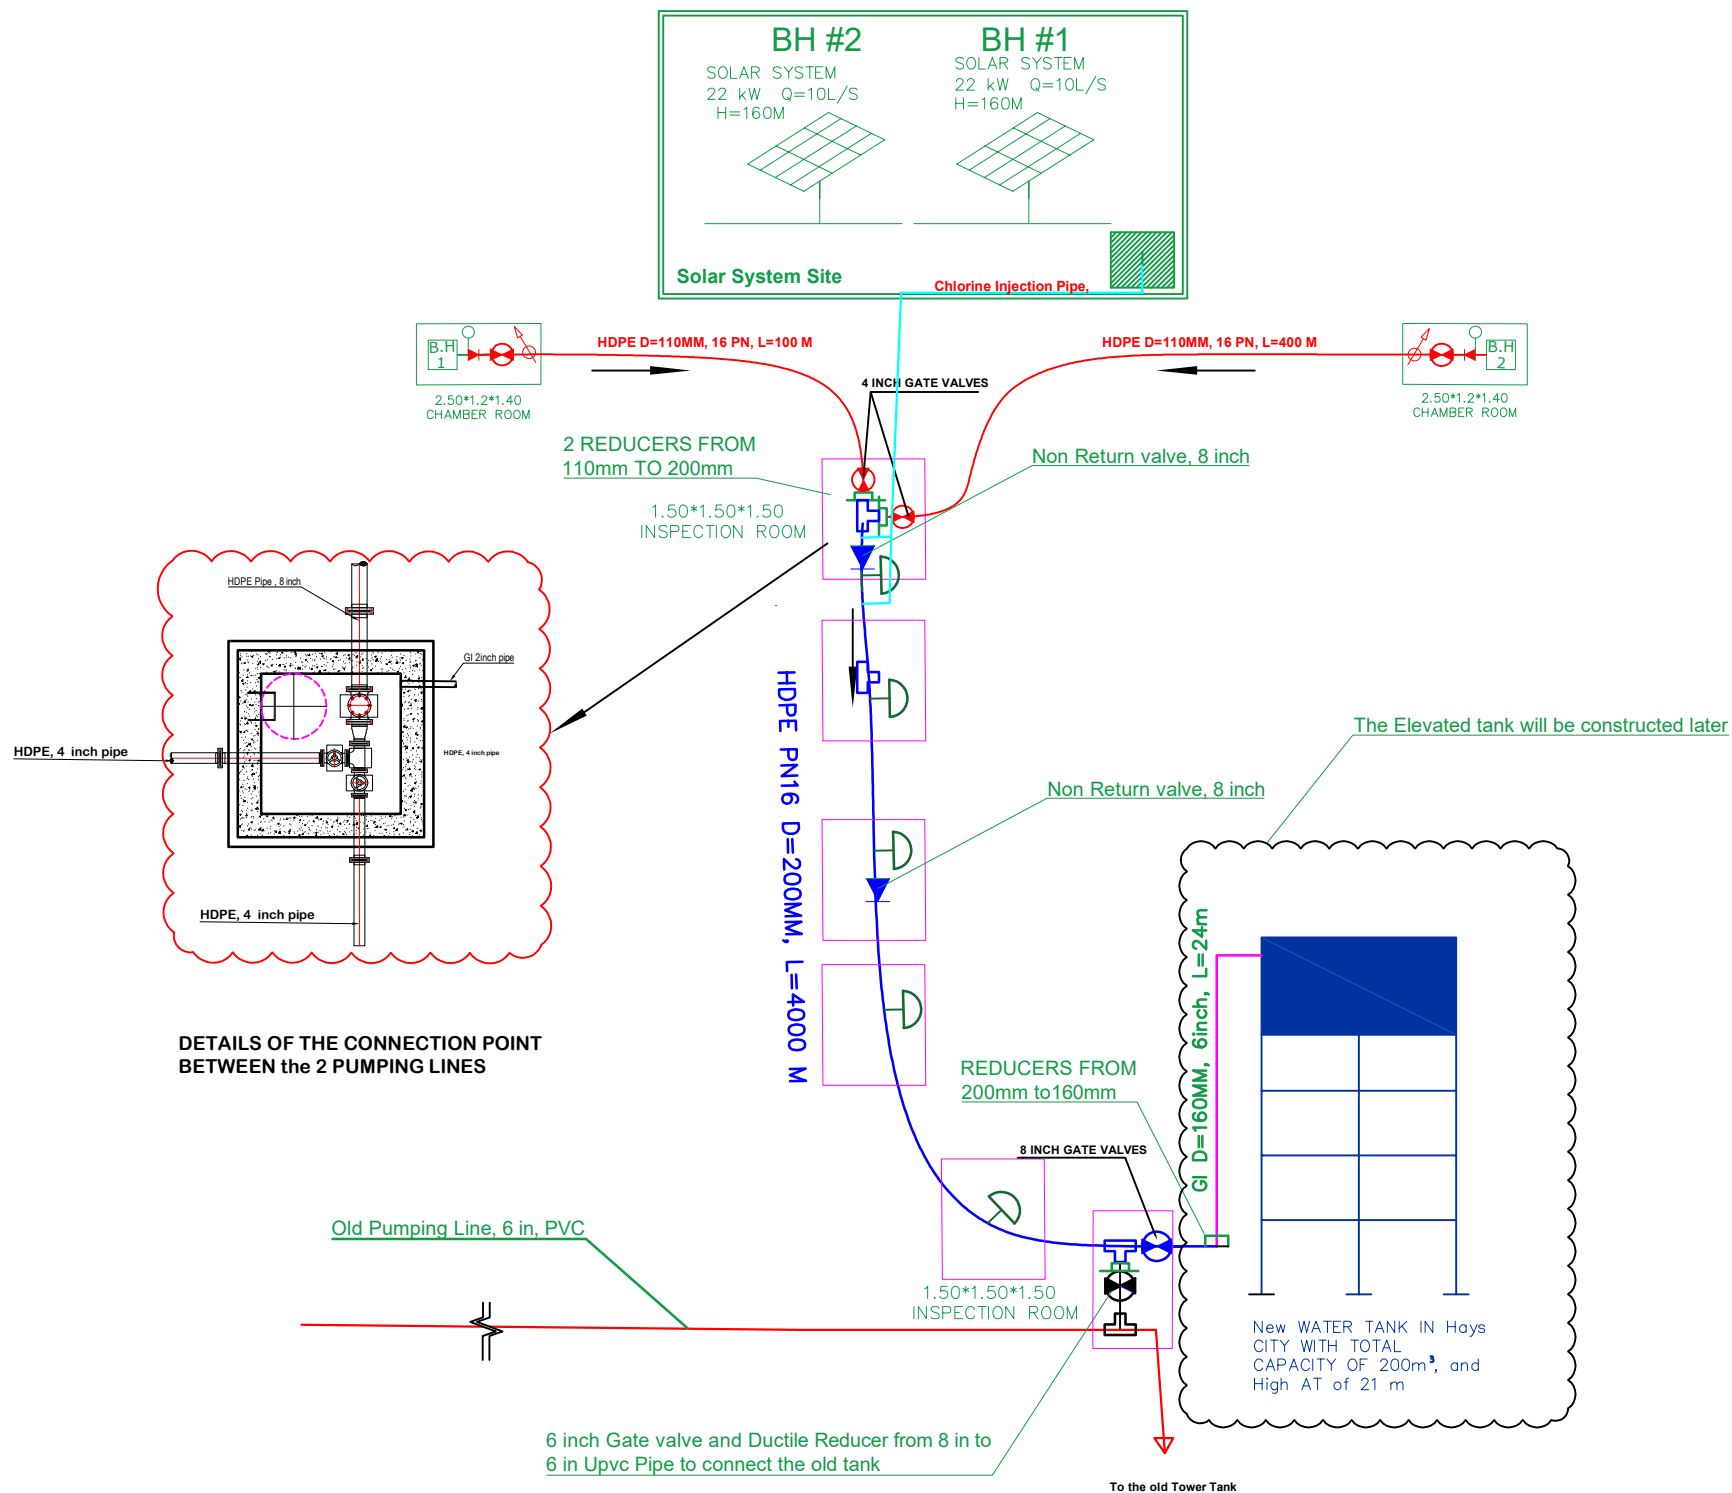 BH #2
SOLAR SYSTEM
22 kW Q=10L/S
H=160M
BH #1
SOLAR SYSTEM
22 kW Q=10L/S
H=160M
Solar System Site
Chlorine Injection Pipe,
B.H
1
2.50*1.2*1.40
CHAMBER ROOM
HDPE D=110MM, 16 PN, L=100 M
HDPE D=110MM, 16 PN, L=400 M
B.H
2
2.50*1.2*1.40
CHAMBER ROOM
4 INCH GATE VALVES
2 REDUCERS FROM
110mm TO 200mm
Non Return valve, 8 inch
1.50*1.50*1.50
INSPECTION ROOM
HDPE Pipe , 8 inch
GI 2inch pipe
HDPE, 4 inch pipe
HDPE, 4 inch pipe
HDPE, 4 inch pipe
DETAILS OF THE CONNECTION POINT
BETWEEN the 2 PUMPING LINES
HDPE PN16 D=200MM, L=4000 M
The Elevated tank will be constructed later
Non Return valve, 8 inch
GI D=160MM, 6inch, L=24m
REDUCERS FROM
200mm to160mm
8 INCH GATE VALVES
Old Pumping Line, 6 in, PVC
1.50*1.50*1.50
INSPECTION ROOM
New WATER TANK IN Hays
CITY WITH TOTAL
CAPACITY OF 200m³, and
High AT of 21 m
6 inch Gate valve and Ductile Reducer from 8 in to
6 in Upvc Pipe to connect the old tank
To the old Tower Tank